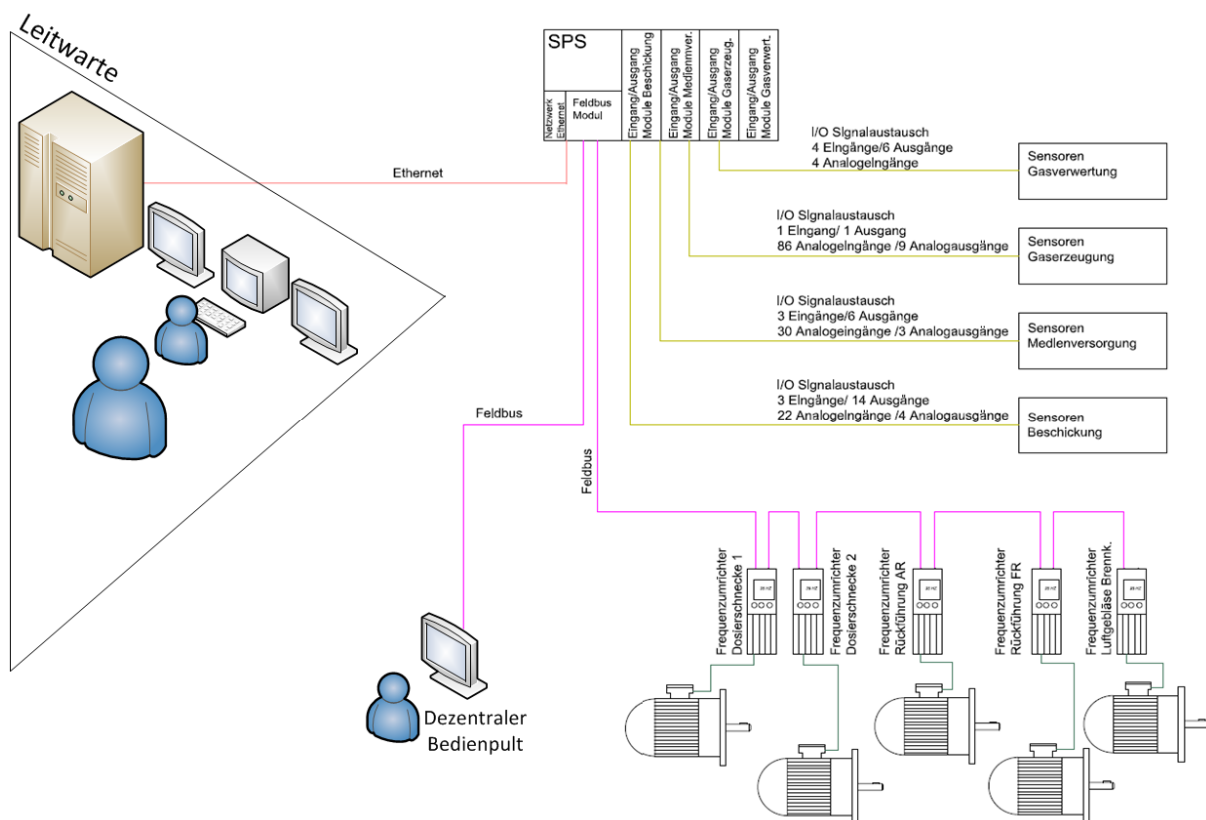 Leitwarte
SPS
Netzwerk
Ethernet
Feldbus
Modul
Eingang/Ausgang
Module Beschickung
Eingang/Ausgang
Module Medienmver.
Eingang/Ausgang
Module Gaserzeug.
Eingang/Ausgang
Module Gasverwert.
Ethernet
I/O Signalaustausch
4 Eingänge/6 Ausgänge
4 Analogeingänge
Sensoren
Gasverwertung
I/O Signalaustausch
1 Eingang/ 1 Ausgang
86 Analogeingänge /9 Analogausgänge
Sensoren
Gaserzeugung
I/O Signalaustausch
3 Eingänge/6 Ausgänge
30 Analogeingänge /3 Analogausgänge
Sensoren
Medienversorgung
I/O Signalaustausch
3 Eingänge/ 14 Ausgänge
22 Analogeingänge /4 Analogausgänge
Sensoren
Beschickung
Feldbus
Feldbus
Frequenzumrichter
Dosierschnecke 1
Frequenzumrichter
Dosierschnecke 2
Frequenzumrichter
Rückführung AR
Frequenzumrichter
Rückführung FR
Frequenzumrichter
Luftgebläse Brennk.
Dezentraler
Bedienpult